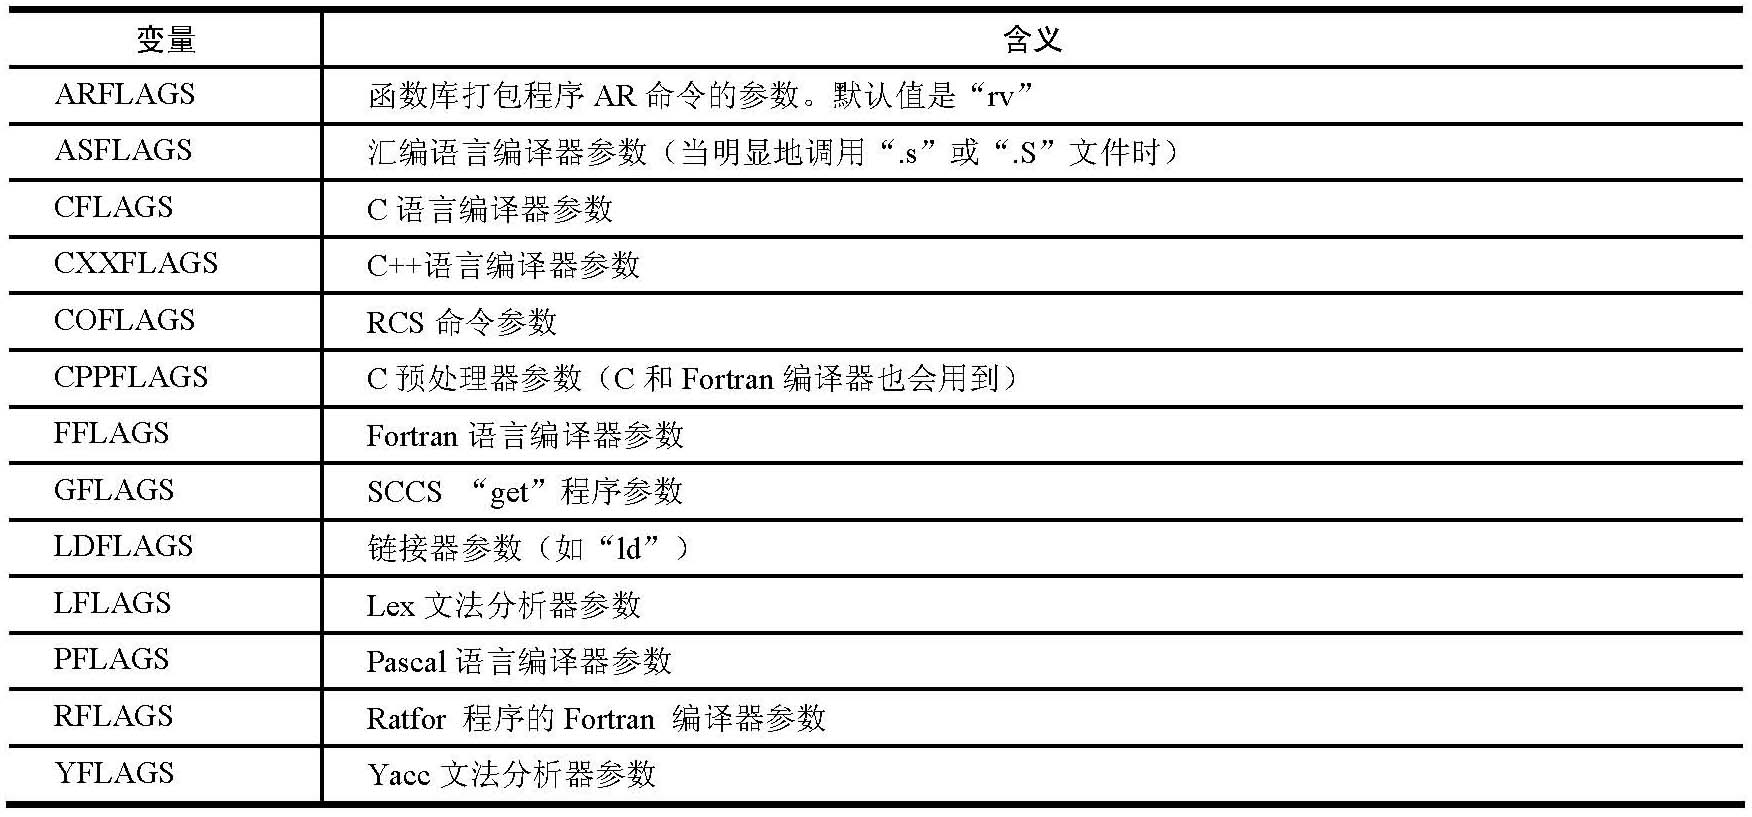 变量 含义
ARFLAGS 函数库打包程序 AR 命令的参数。默认值是“rv”
ASFLAGS 汇编语言编译器参数（当明显地调用“.s”或“.S”文件时）
CFLAGS C 语言编译器参数
CXXFLAGS C++语言编译器参数
COFLAGS RCS 命令参数
CPPFLAGS C 预处理器参数（C 和 Fortran 编译器也会用到）
FFLAGS Fortran 语言编译器参数
GFLAGS SCCS “get”程序参数
LDFLAGS 链接器参数（如“ld”）
LFLAGS Lex 文法分析器参数
PFLAGS Pascal 语言编译器参数
RFLAGS Ratfor 程序的 Fortran 编译器参数
YFLAGS Yacc 文法分析器参数